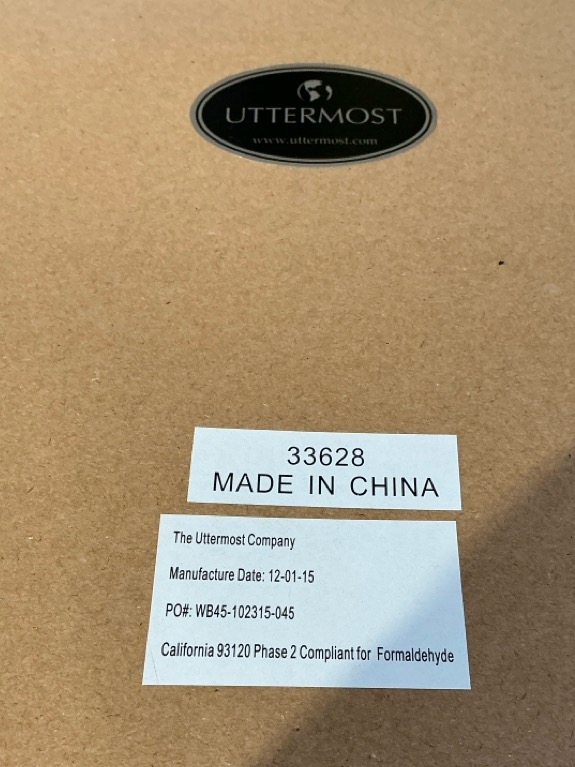 UTTERMOST
www.uttermost.com
33628
MADE IN CHINA
The Uttermost Company
Manufacture Date: 12-01-15
PO#: WB45-102315-045
California 93120 Phase 2 Compliant for Formaldehyde